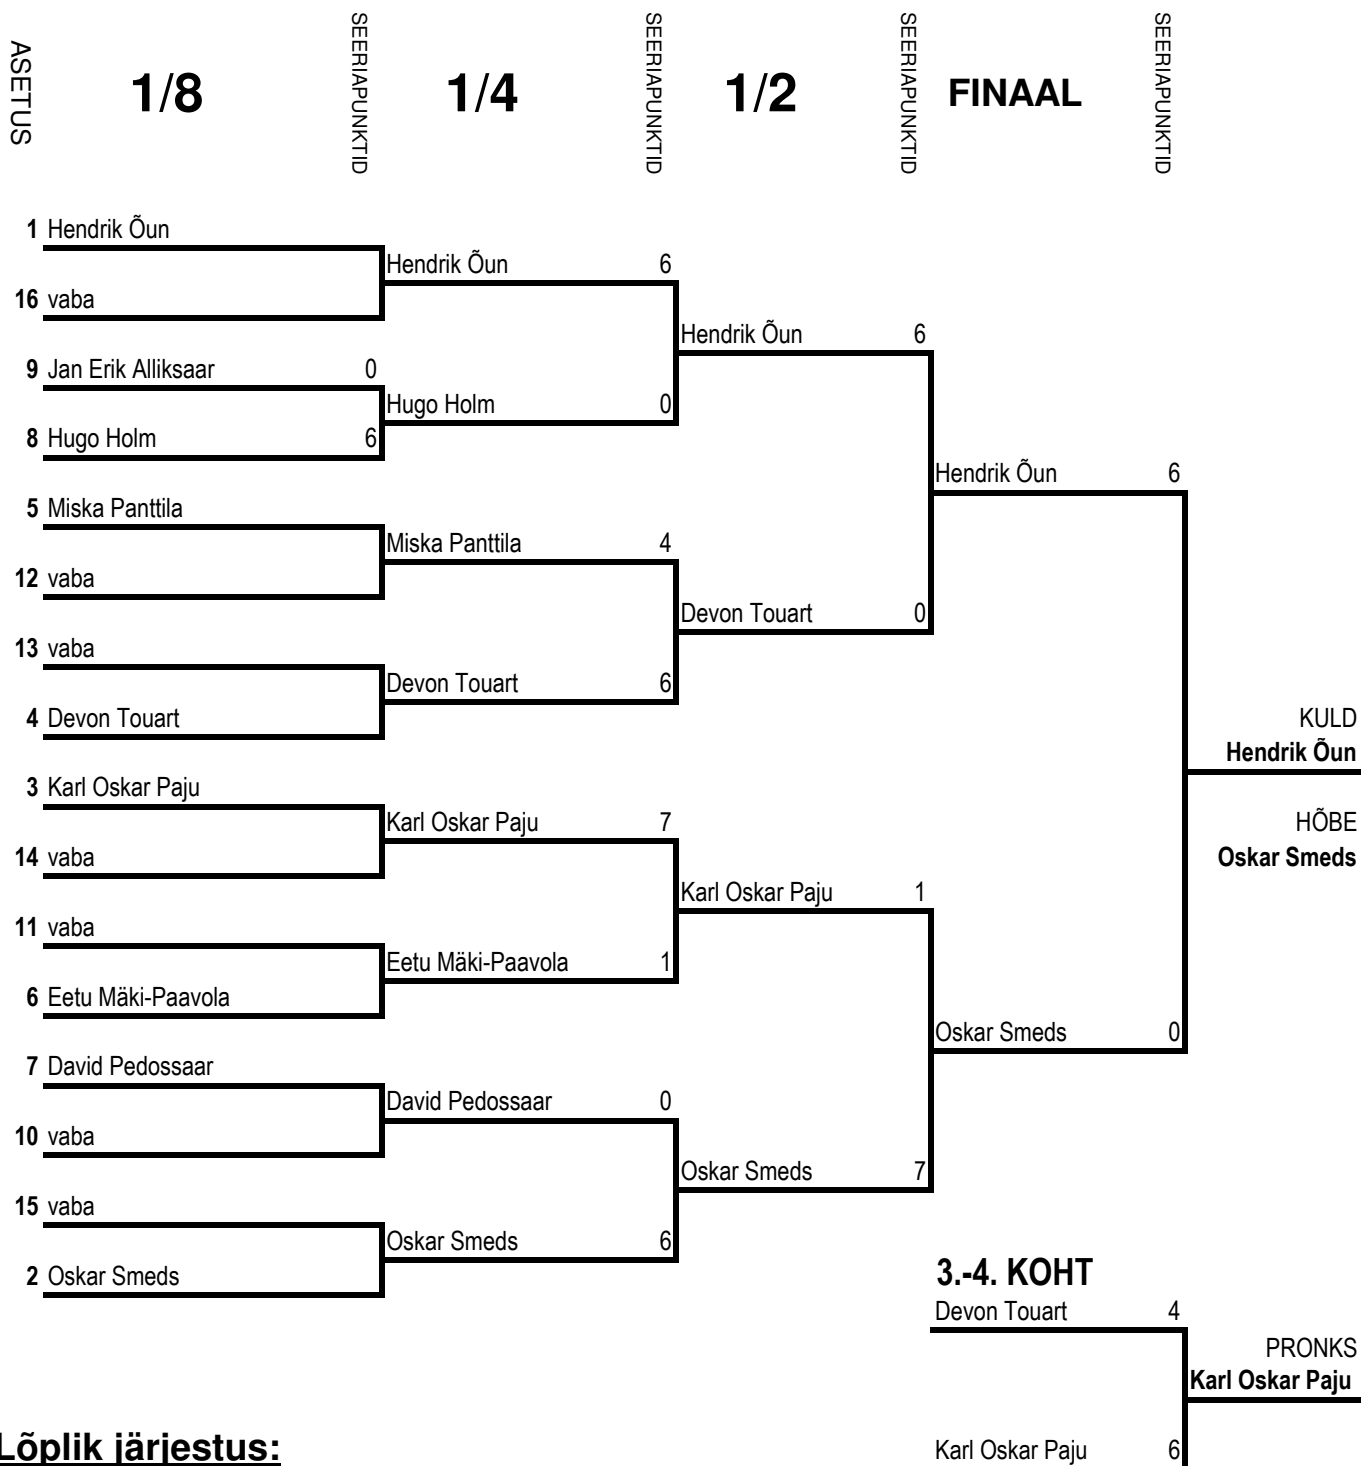 ASETUS 1/8 SEERIAPUNKTID 1/4 SEERIAPUNKTID 1/2 SEERIAPUNKTID FINAAL SEERIAPUNKTID
1 Hendrik Õun
Hendrik Õun 6
16 vaba
Hendrik Õun 6
9 Jan Erik Alliksaar 0
Hugo Holm 0
8 Hugo Holm 6
Hendrik Õun 6
5 Miska Panttila
Miska Panttila 4
12 vaba
Devon Touart 0
13 vaba
Devon Touart 6
4 Devon Touart
KULD
Hendrik Õun
3 Karl Oskar Paju
Karl Oskar Paju 7
HÕBE
14 vaba
Oskar Smeds
Karl Oskar Paju 1
11 vaba
Eetu Mäki-Paavola 1
6 Eetu Mäki-Paavola
Oskar Smeds 0
7 David Pedossaar
David Pedossaar 0
10 vaba
Oskar Smeds 7
15 vaba
Oskar Smeds 6
2 Oskar Smeds
3.-4. KOHT
Devon Touart 4
PRONKS
Karl Oskar Paju
Karl Oskar Paju 6
Lõplik järjestus: